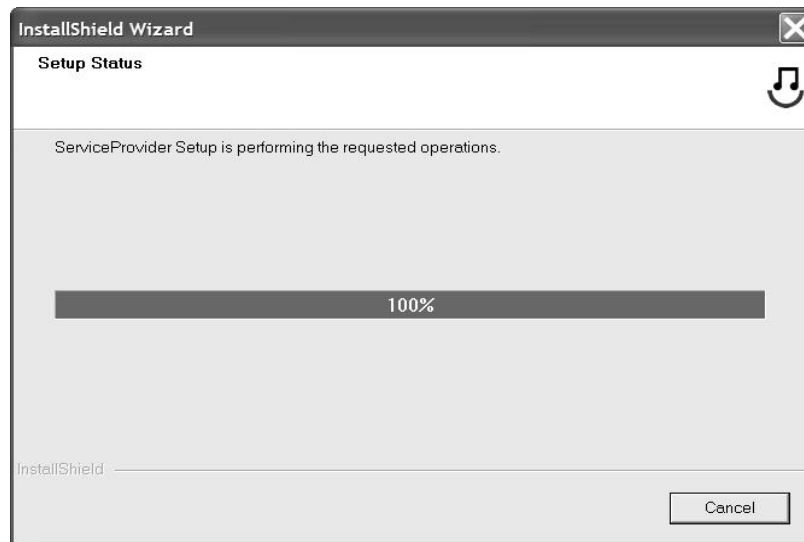 InstallShield Wizard
Setup Status
ServiceProvider Setup is performing the requested operations.
100%
InstallShield
Cancel